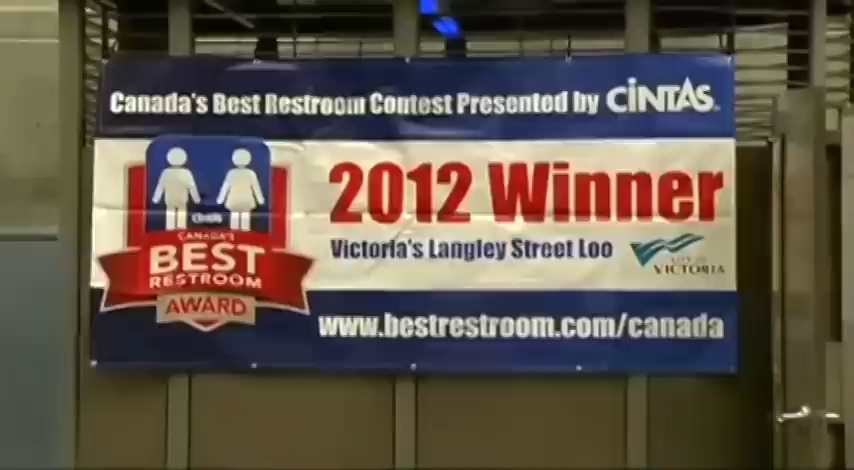 Canada's Best Restroom Contest Presented by CINTAS
CINTAS
CANADA'S
BEST
RESTROOM
AWARD
2012 Winner
Victoria's Langley Street Loo
CITY OF
VICTORIA
www.bestrestroom.com/canada